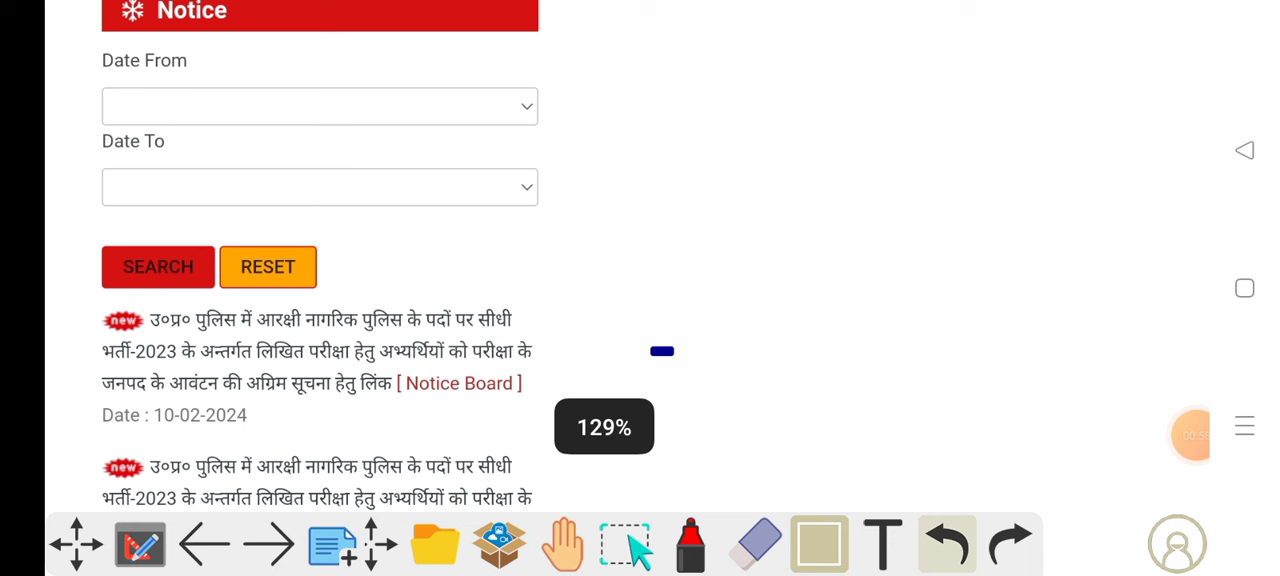 Notice
Date From
Date To
SEARCH RESET
new उ०प्र० पुलिस में आरक्षी नागरिक पुलिस के पदों पर सीधी
भर्ती-2023 के अन्तर्गत लिखित परीक्षा हेतु अभ्यर्थियों को परीक्षा के
जनपद के आवंटन की अग्रिम सूचना हेतु लिंक [ Notice Board ]
Date : 10-02-2024
129%
new उ०प्र० पुलिस में आरक्षी नागरिक पुलिस के पदों पर सीधी
भर्ती-2023 के अन्तर्गत लिखित परीक्षा हेतु अभ्यर्थियों को परीक्षा के
T